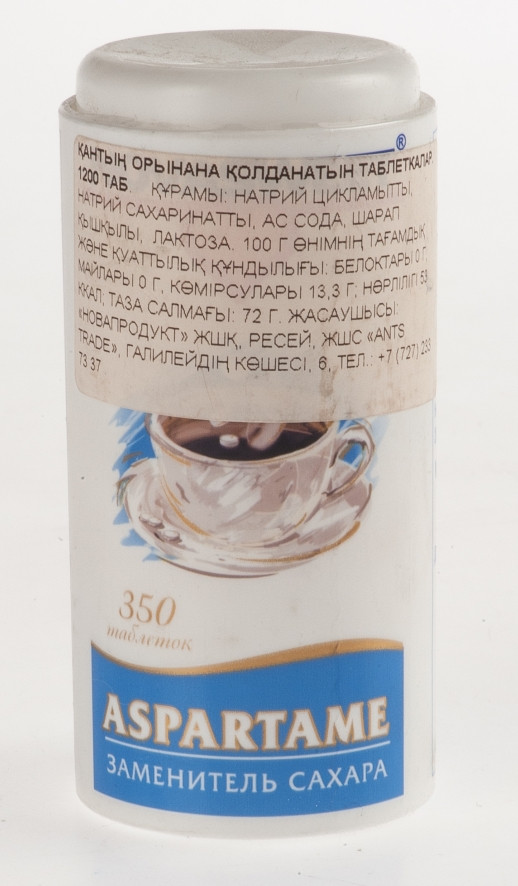 ®
ҚАНТЫҢ ОРЫНАНА ҚОЛДАНАТЫН ТАБЛЕТКАЛАР
1200 ТАБ ҚҰРАМЫ: НАТРИЙ ЦИКЛАМЫТТЫ,
НАТРИЙ САХАРИНАТТЫ, АС СОДА, ШАРАП
ҚЫШҚЫЛЫ, ЛАКТОЗА. 100 Г ӨНІМНІҢ ТАҒАМДЫҚ
ЖӘНЕ ҚУАТТЫЛЫҚ ҚҰНДЫЛЫҒЫ: БЕЛОКТАРЫ 0 Г,
МАЙЛАРЫ 0 Г, КӨМІРСУЛАРЫ 13,3 Г; НӘРЛІЛІГІ 53
ККАЛ; ТАЗА САЛМАҒЫ: 72 Г. ЖАСАУШЫСЫ:
«НОВАПРОДУКТ» ЖШҚ, РЕСЕЙ, ЖШС «ANTS
TRADE», ГАЛИЛЕЙДІҢ КӨШЕСІ, 6, ТЕЛ.: +7 (727) 233
73 37
350
таблеток
ASPARTAME
ЗАМЕНИТЕЛЬ САХАРА